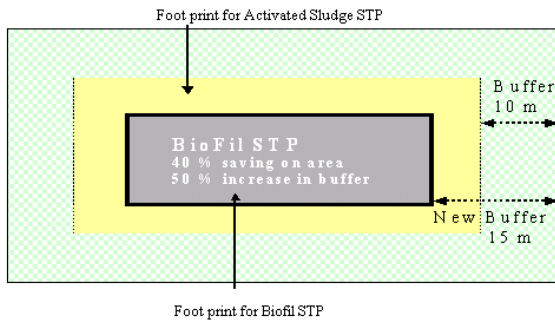 Foot print for Activated Sludge STP
Buffer
10 m
BioFil STP
40 % saving on area
50 % increase in buffer
New Buffer
15 m
Foot print for Biofil STP